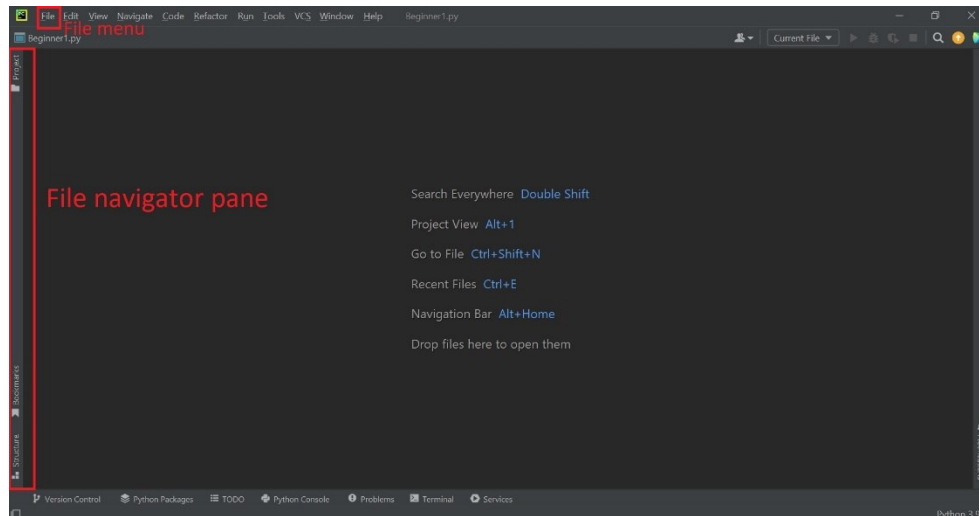 File Edit View Navigate Code Refactor Run Tools VCS Window Help Beginner1.py
File menu
Beginner1.py
Current File
Project
File navigator pane
Search Everywhere Double Shift
Project View Alt+1
Go to File Ctrl+Shift+N
Recent Files Ctrl+E
Navigation Bar Alt+Home
Drop files here to open them
Bookmarks
Structure
Version Control Python Packages TODO Python Console Problems Terminal Services
Python 3.